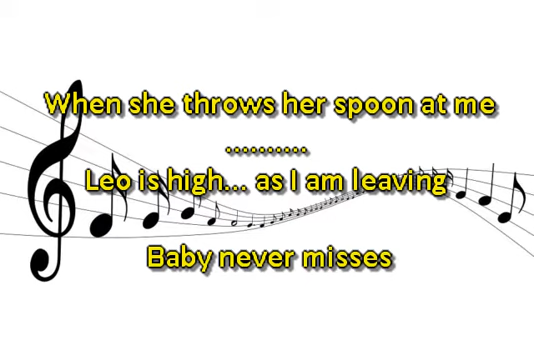 When she throws her spoon at me
..........
Leo is high... as I am leaving
Baby never misses